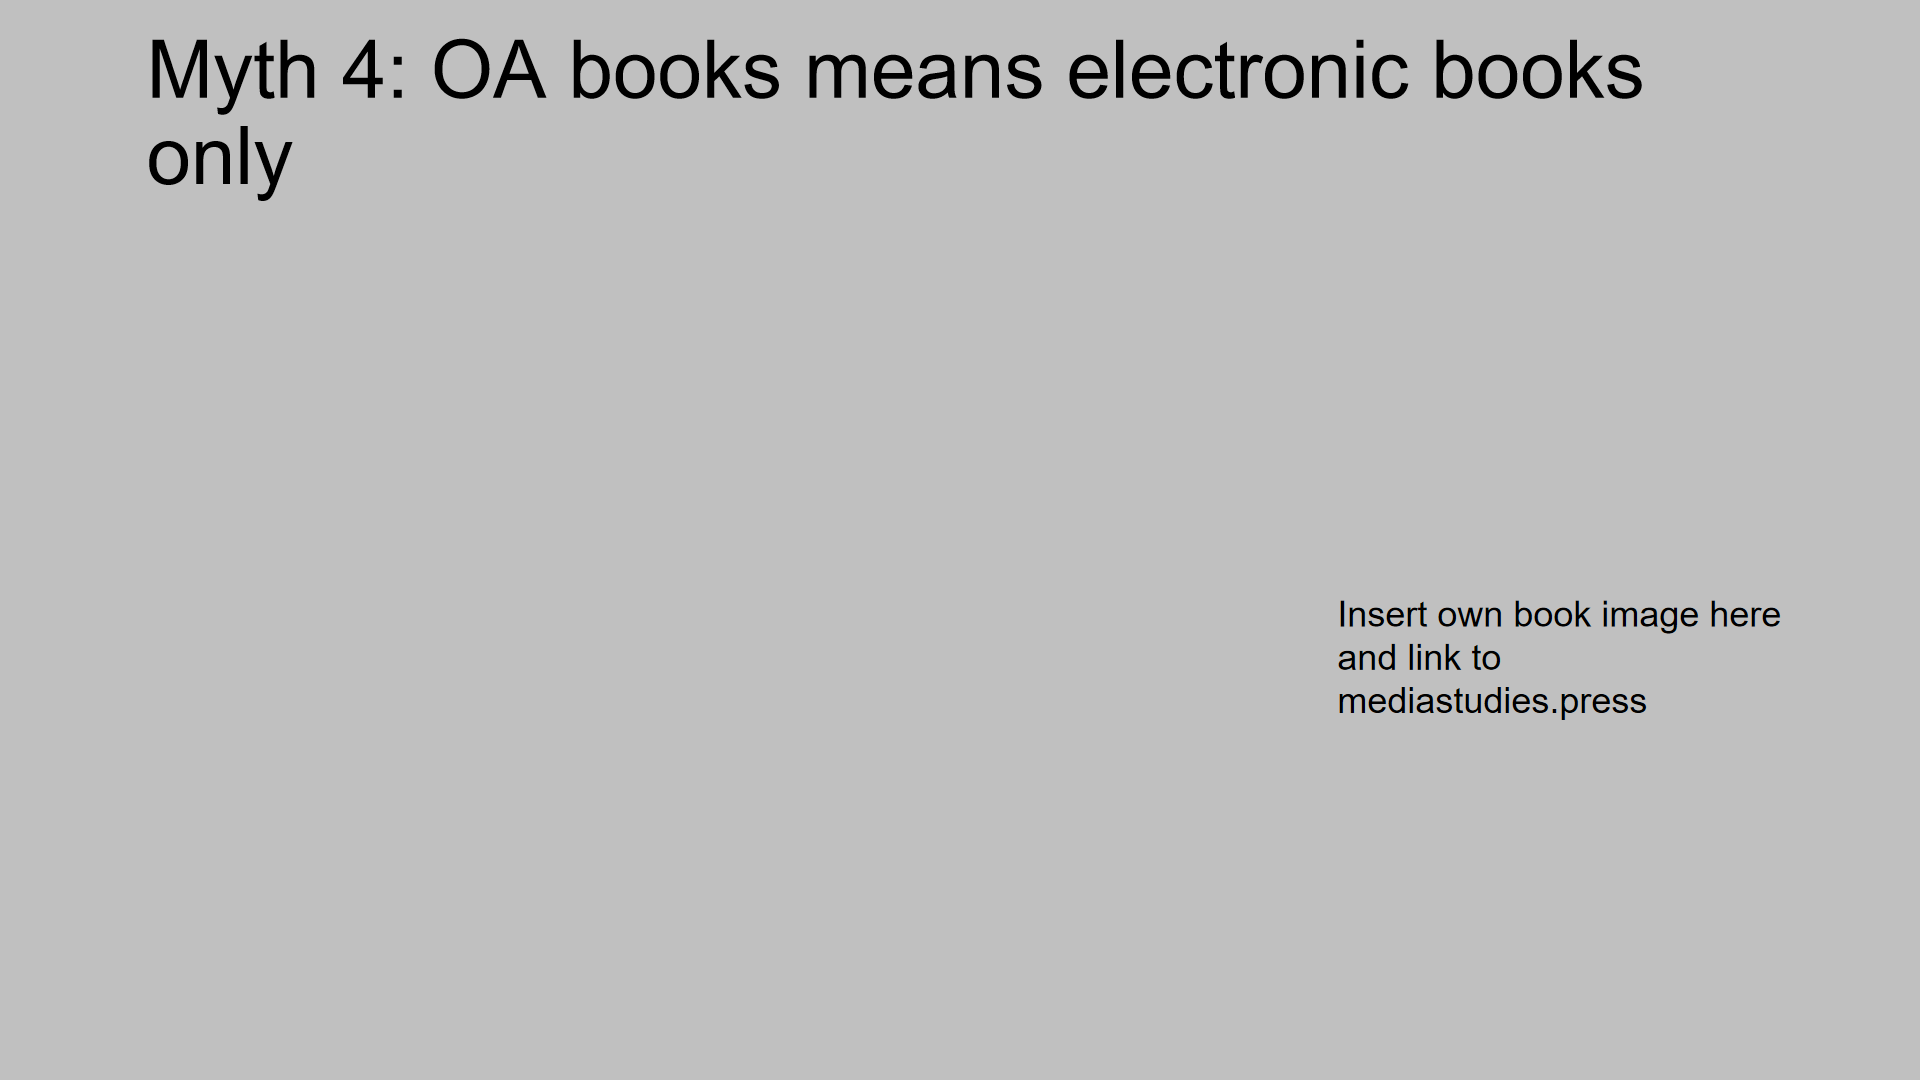 Myth 4: OA books means electronic books
only
Insert own book image here
and link to
mediastudies.press